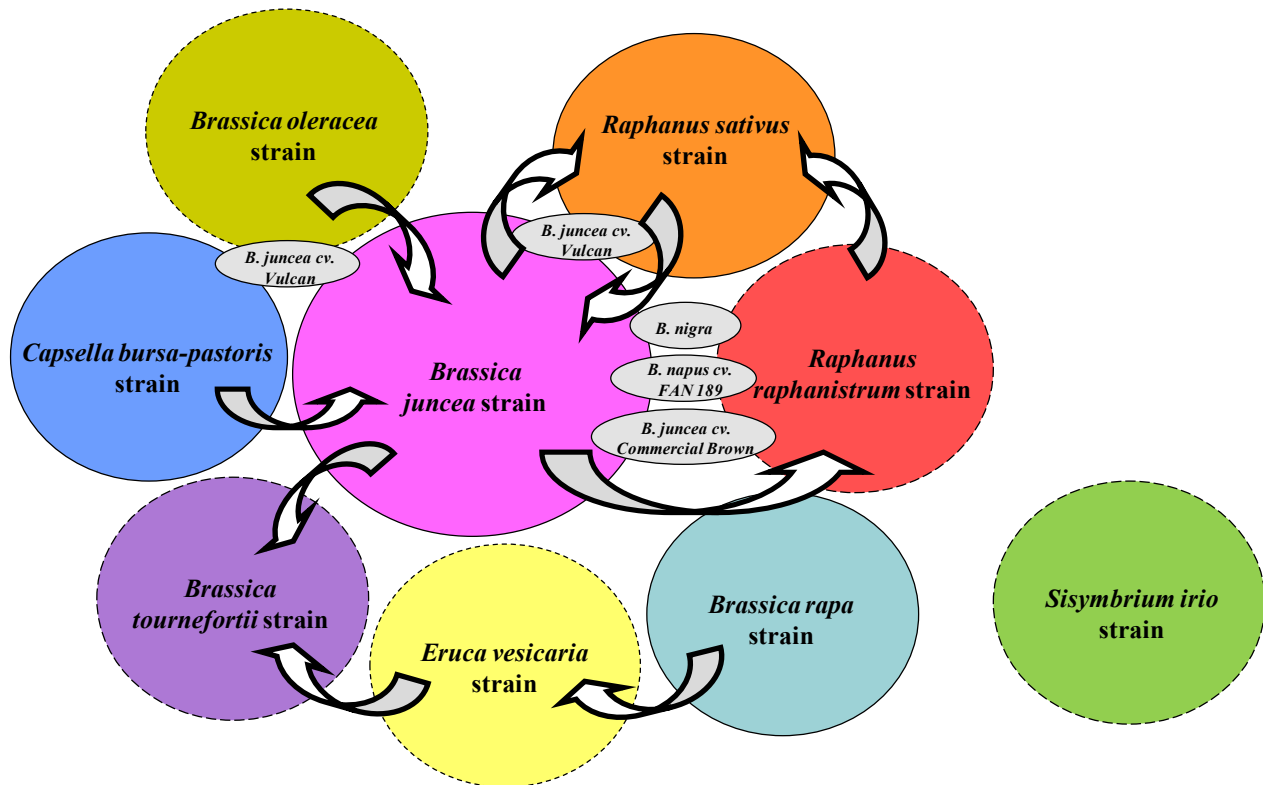 Brassica oleracea
strain
Raphanus sativus
strain
B. juncea cv.
Vulcan
B. juncea cv.
Vulcan
Capsella bursa-pastoris
strain
Brassica
juncea strain
B. nigra
B. napus cv.
FAN 189
B. juncea cv.
Commercial Brown
Raphanus
raphanistrum strain
Brassica
tournefortii strain
Eruca vesicaria
strain
Brassica rapa
strain
Sisymbrium irio
strain